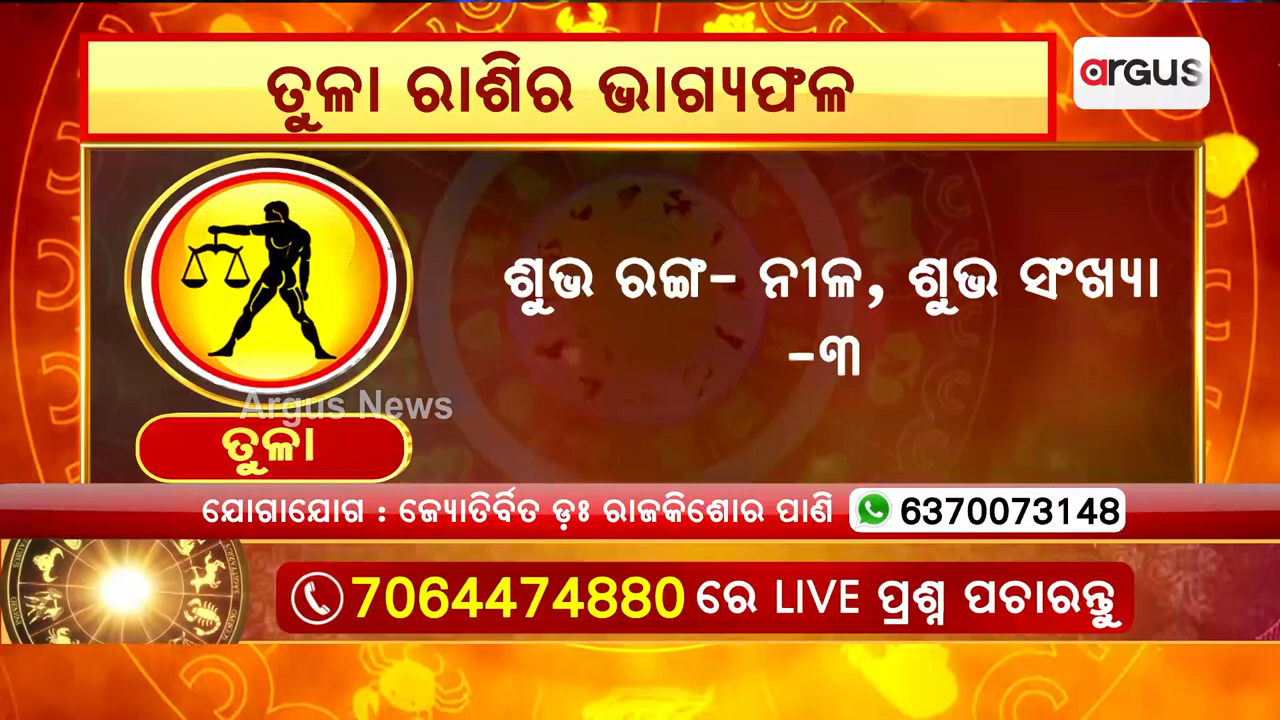 ତୁଳା ରାଶିର ଭାଗ୍ୟଫଳ
argus
ଶୁଭ ରଙ୍ଗ- ନୀଳ, ଶୁଭ ସଂଖ୍ୟା
-୩
Argus News
ତୁଳା
ଯୋଗାଯୋଗ : ଜ୍ୟୋତିର୍ବିତ ଡ଼ଃ ରାଜକିଶୋର ପାଣି 6370073148
7064474880 ରେ LIVE ପ୍ରଶ୍ନ ପଚାରନ୍ତୁ